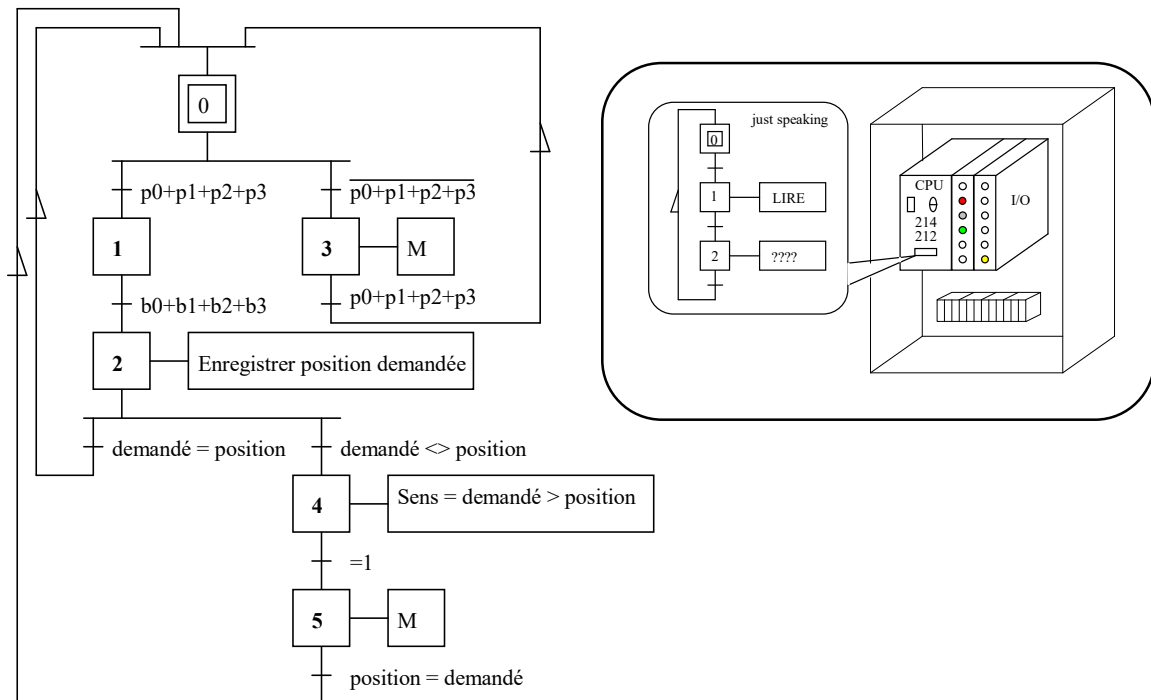 0
p0+p1+p2+p3
p0+p1+p2+p3
1
3
M
b0+b1+b2+b3
p0+p1+p2+p3
2
Enregistrer position demandée
demandé = position
demandé <> position
4
Sens = demandé > position
=1
5
M
position = demandé
just speaking
0
1
LIRE
2
????
CPU
214
212
I/O